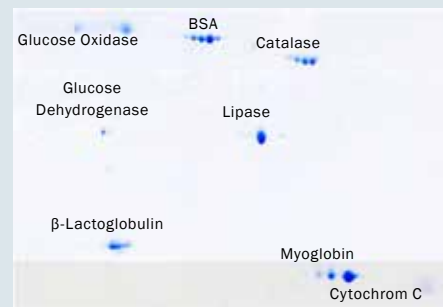 BSA
Glucose Oxidase
Catalase
Glucose
Dehydrogenase
Lipase
β-Lactoglobulin
Myoglobin
Cytochrom C